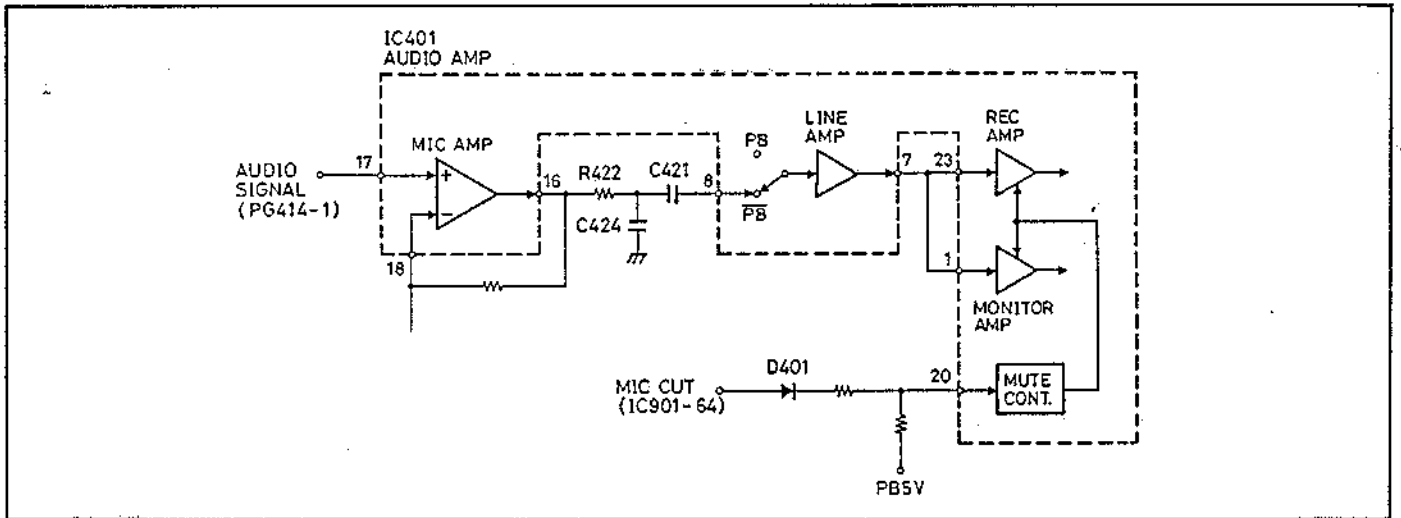 IC401
AUDIO AMP
MIC AMP
LINE
AMP
REC
AMP
PB
AUDIO
SIGNAL
(PG414-1)
17
+
−
16
R422
C421
8
PB
7
23
C424
18
1
MONITOR
AMP
MIC CUT
(IC901-64)
D401
20
MUTE
CONT.
PB5V